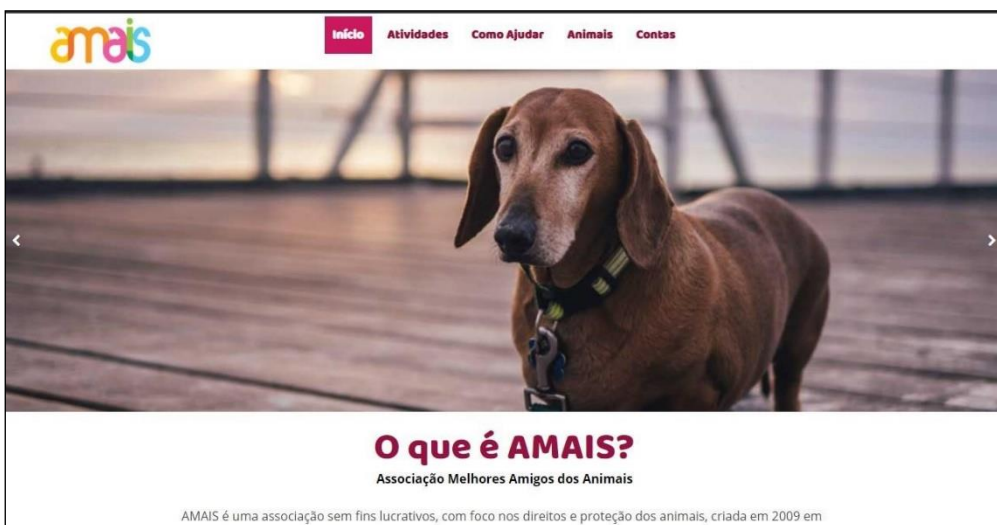 amais
Início Atividades Como Ajudar Animais Contas
O que é AMAIS?
Associação Melhores Amigos dos Animais
AMAIS é uma associação sem fins lucrativos, com foco nos direitos e proteção dos animais, criada em 2009 em